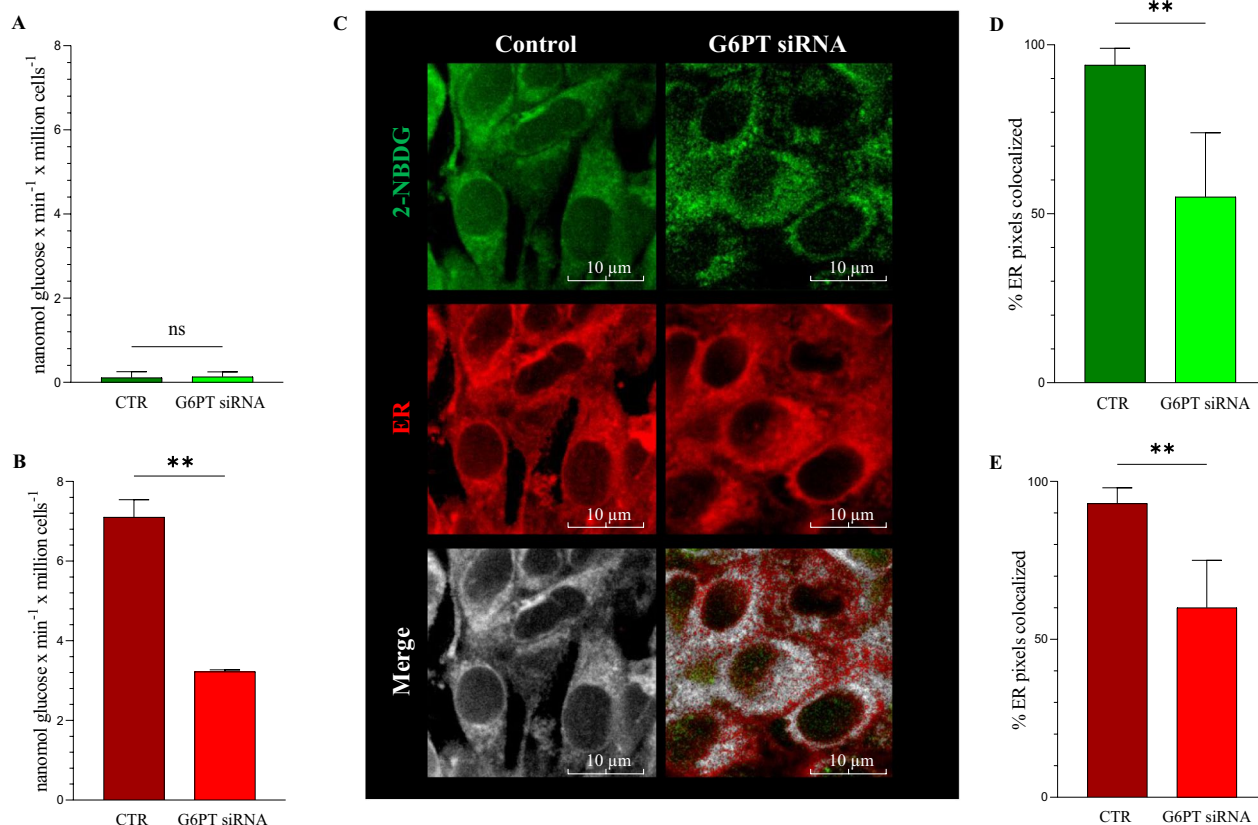 A
nanomol glucose x min⁻¹ x million cells⁻¹
8
6
4
2
0
ns
CTR
G6PT siRNA
B
nanomol glucose x min⁻¹ x million cells⁻¹
8
6
4
2
0
**
CTR
G6PT siRNA
C
Control
G6PT siRNA
2-NBDG
10 µm
10 µm
ER
10 µm
10 µm
Merge
10 µm
10 µm
D
% ER pixels colocalized
100
50
0
**
CTR
G6PT siRNA
E
% ER pixels colocalized
100
50
0
**
CTR
G6PT siRNA